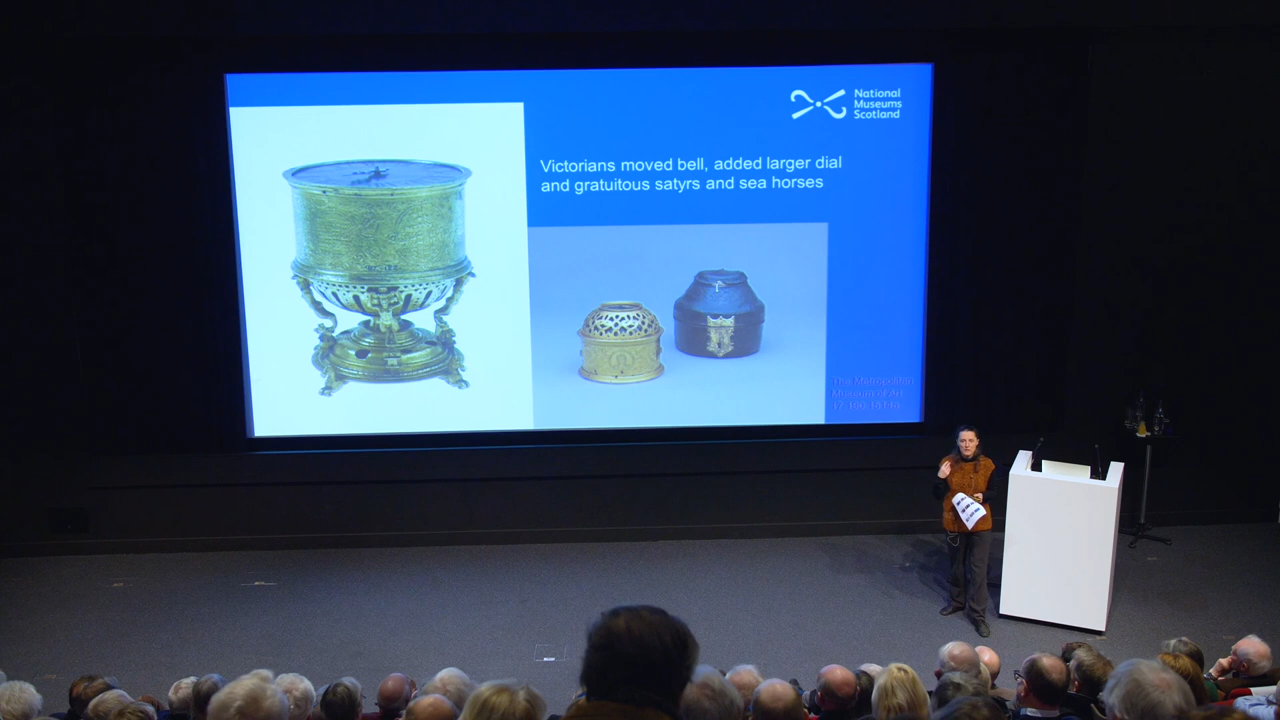 National
Museums
Scotland
Victorians moved bell, added larger dial
and gratuitous satyrs and sea horses
The Metropolitan
Museum of Art